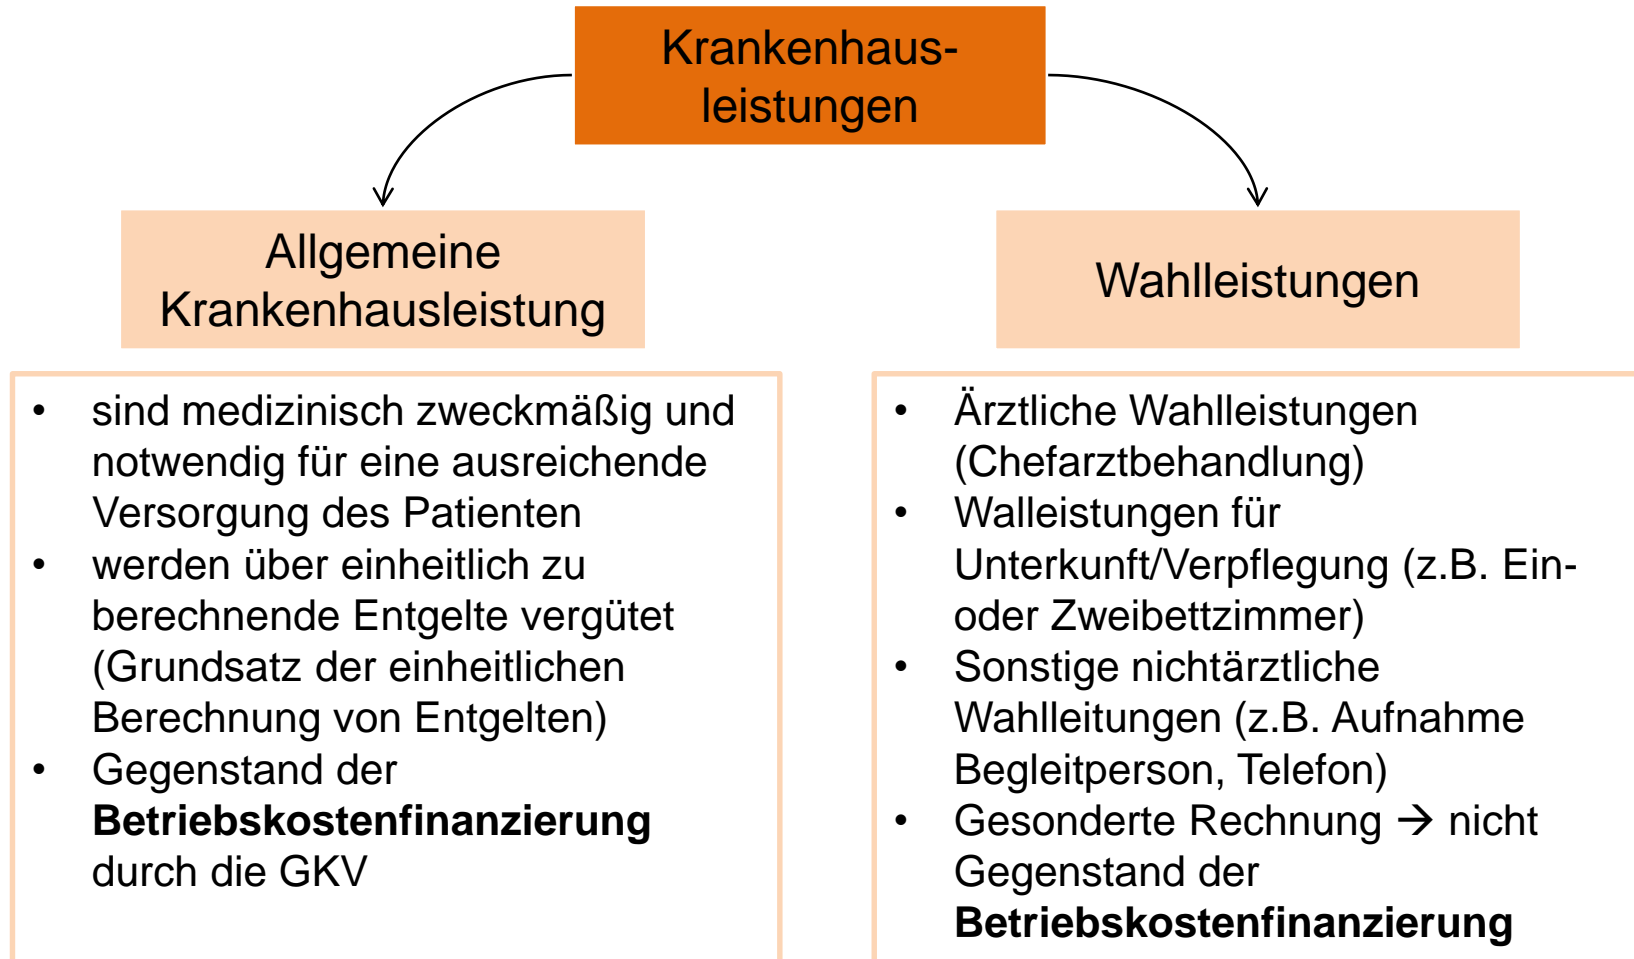 Krankenhaus-
leistungen
Allgemeine
Krankenhausleistung
• sind medizinisch zweckmäßig und
notwendig für eine ausreichende
Versorgung des Patienten
• werden über einheitlich zu
berechnende Entgelte vergütet
(Grundsatz der einheitlichen
Berechnung von Entgelten)
• Gegenstand der
Betriebskostenfinanzierung
durch die GKV
Wahlleistungen
• Ärztliche Wahlleistungen
(Chefarztbehandlung)
• Walleistungen für
Unterkunft/Verpflegung (z.B. Ein-
oder Zweibettzimmer)
• Sonstige nichtärztliche
Wahlleitungen (z.B. Aufnahme
Begleitperson, Telefon)
• Gesonderte Rechnung → nicht
Gegenstand der
Betriebskostenfinanzierung